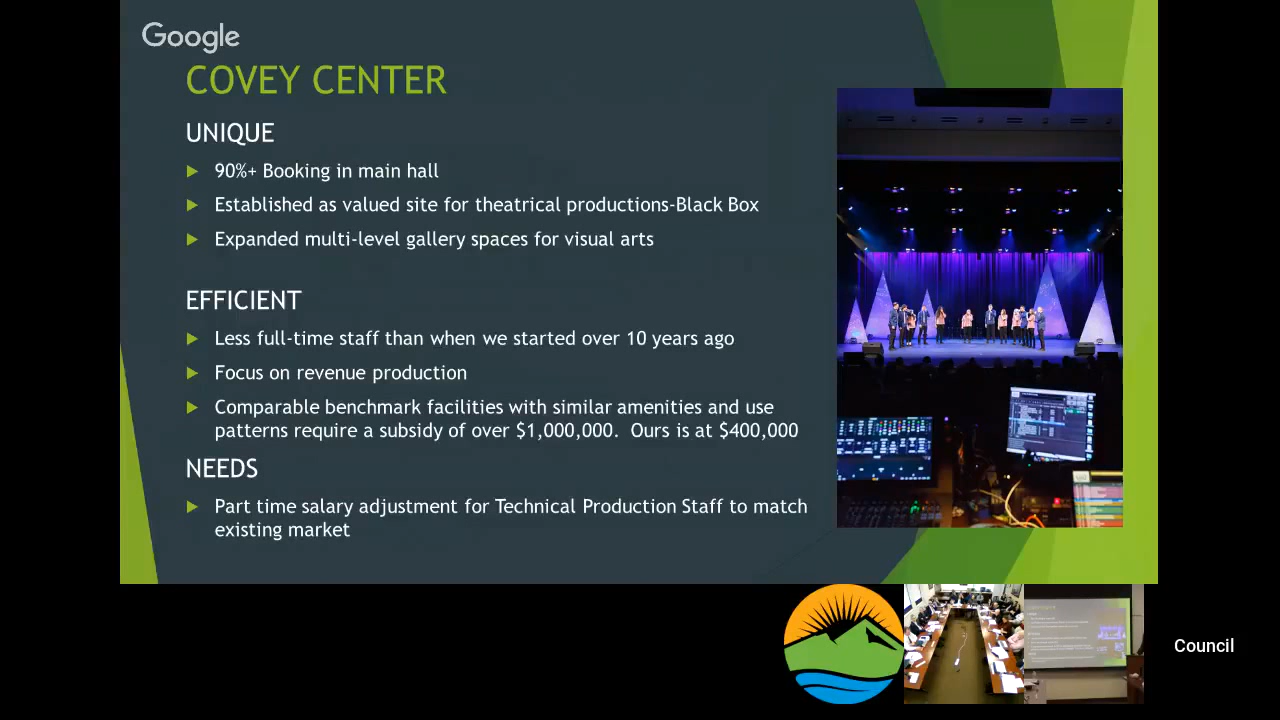 Google
COVEY CENTER
UNIQUE
90%+ Booking in main hall
Established as valued site for theatrical productions-Black Box
Expanded multi-level gallery spaces for visual arts
EFFICIENT
Less full-time staff than when we started over 10 years ago
Focus on revenue production
Comparable benchmark facilities with similar amenities and use
patterns require a subsidy of over $1,000,000.  Ours is at $400,000
NEEDS
Part time salary adjustment for Technical Production Staff to match
existing market
Council